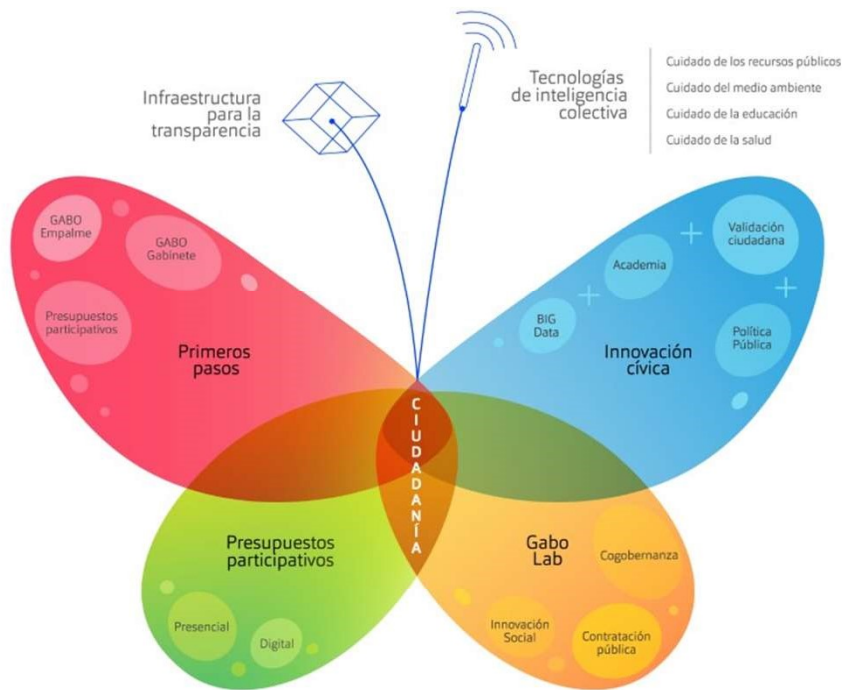 Infraestructura
para la
transparencia
Tecnologías
de inteligencia
colectiva
Cuidado de los recursos públicos
Cuidado del medio ambiente
Cuidado de la educación
Cuidado de la salud
GABO
Empalme
GABO
Gabinete
Presupuestos
participativos
Primeros
pasos
Validación
ciudadana
Academia
BIG
Data
Política
Pública
Innovación
cívica
CIUDADANÍA
Presupuestos
participativos
Presencial
Digital
Gabo
Lab
Cogobernanza
Innovación
Social
Contratación
pública